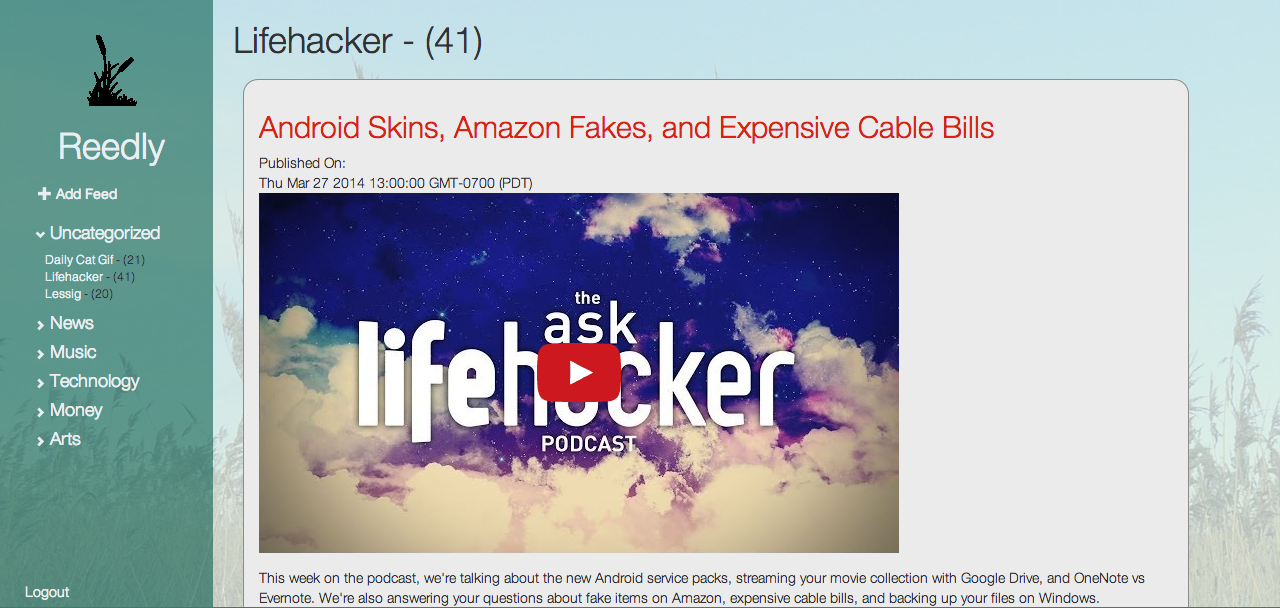 Reedly
Add Feed
Uncategorized
Daily Cat Gif - (21)
Lifehacker - (41)
Lessig - (20)
News
Music
Technology
Money
Arts
Logout
Lifehacker - (41)
Android Skins, Amazon Fakes, and Expensive Cable Bills
Published On:
Thu Mar 27 2014 13:00:00 GMT-0700 (PDT)
the
ask
lifehacker
PODCAST
This week on the podcast, we're talking about the new Android service packs, streaming your movie collection with Google Drive, and OneNote vs
Evernote. We're also answering your questions about fake items on Amazon, expensive cable bills, and backing up your files on Windows.